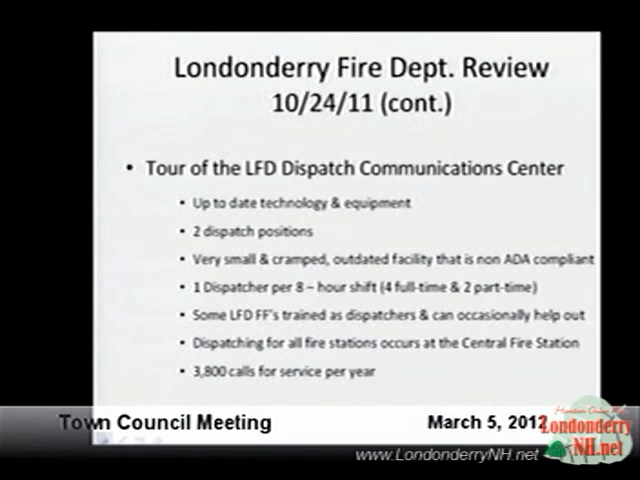 Londonderry Fire Dept. Review
10/24/11 (cont.)
• Tour of the LFD Dispatch Communications Center
• Up to date technology & equipment
• 2 dispatch positions
• Very small & cramped, outdated facility that is non ADA compliant
• 1 Dispatcher per 8 – hour shift (4 full-time & 2 part-time)
• Some LFD FF's trained as dispatchers & can occasionally help out
• Dispatching for all fire stations occurs at the Central Fire Station
• 3,800 calls for service per year
Town Council Meeting
March 5, 2012
Londonderry
NH.net
www.LondonderryNH.net